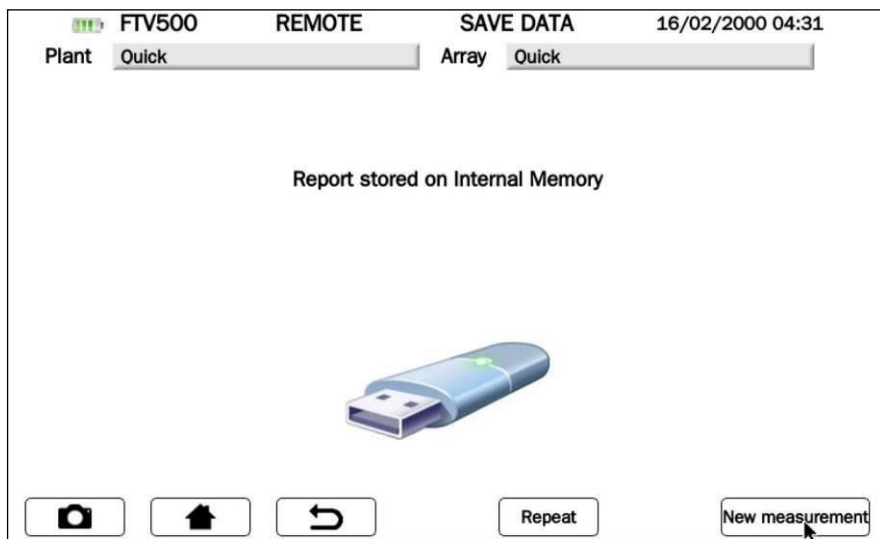 FTV500 REMOTE SAVE DATA 16/02/2000 04:31
Plant Quick Array Quick
Report stored on Internal Memory
Repeat New measurement